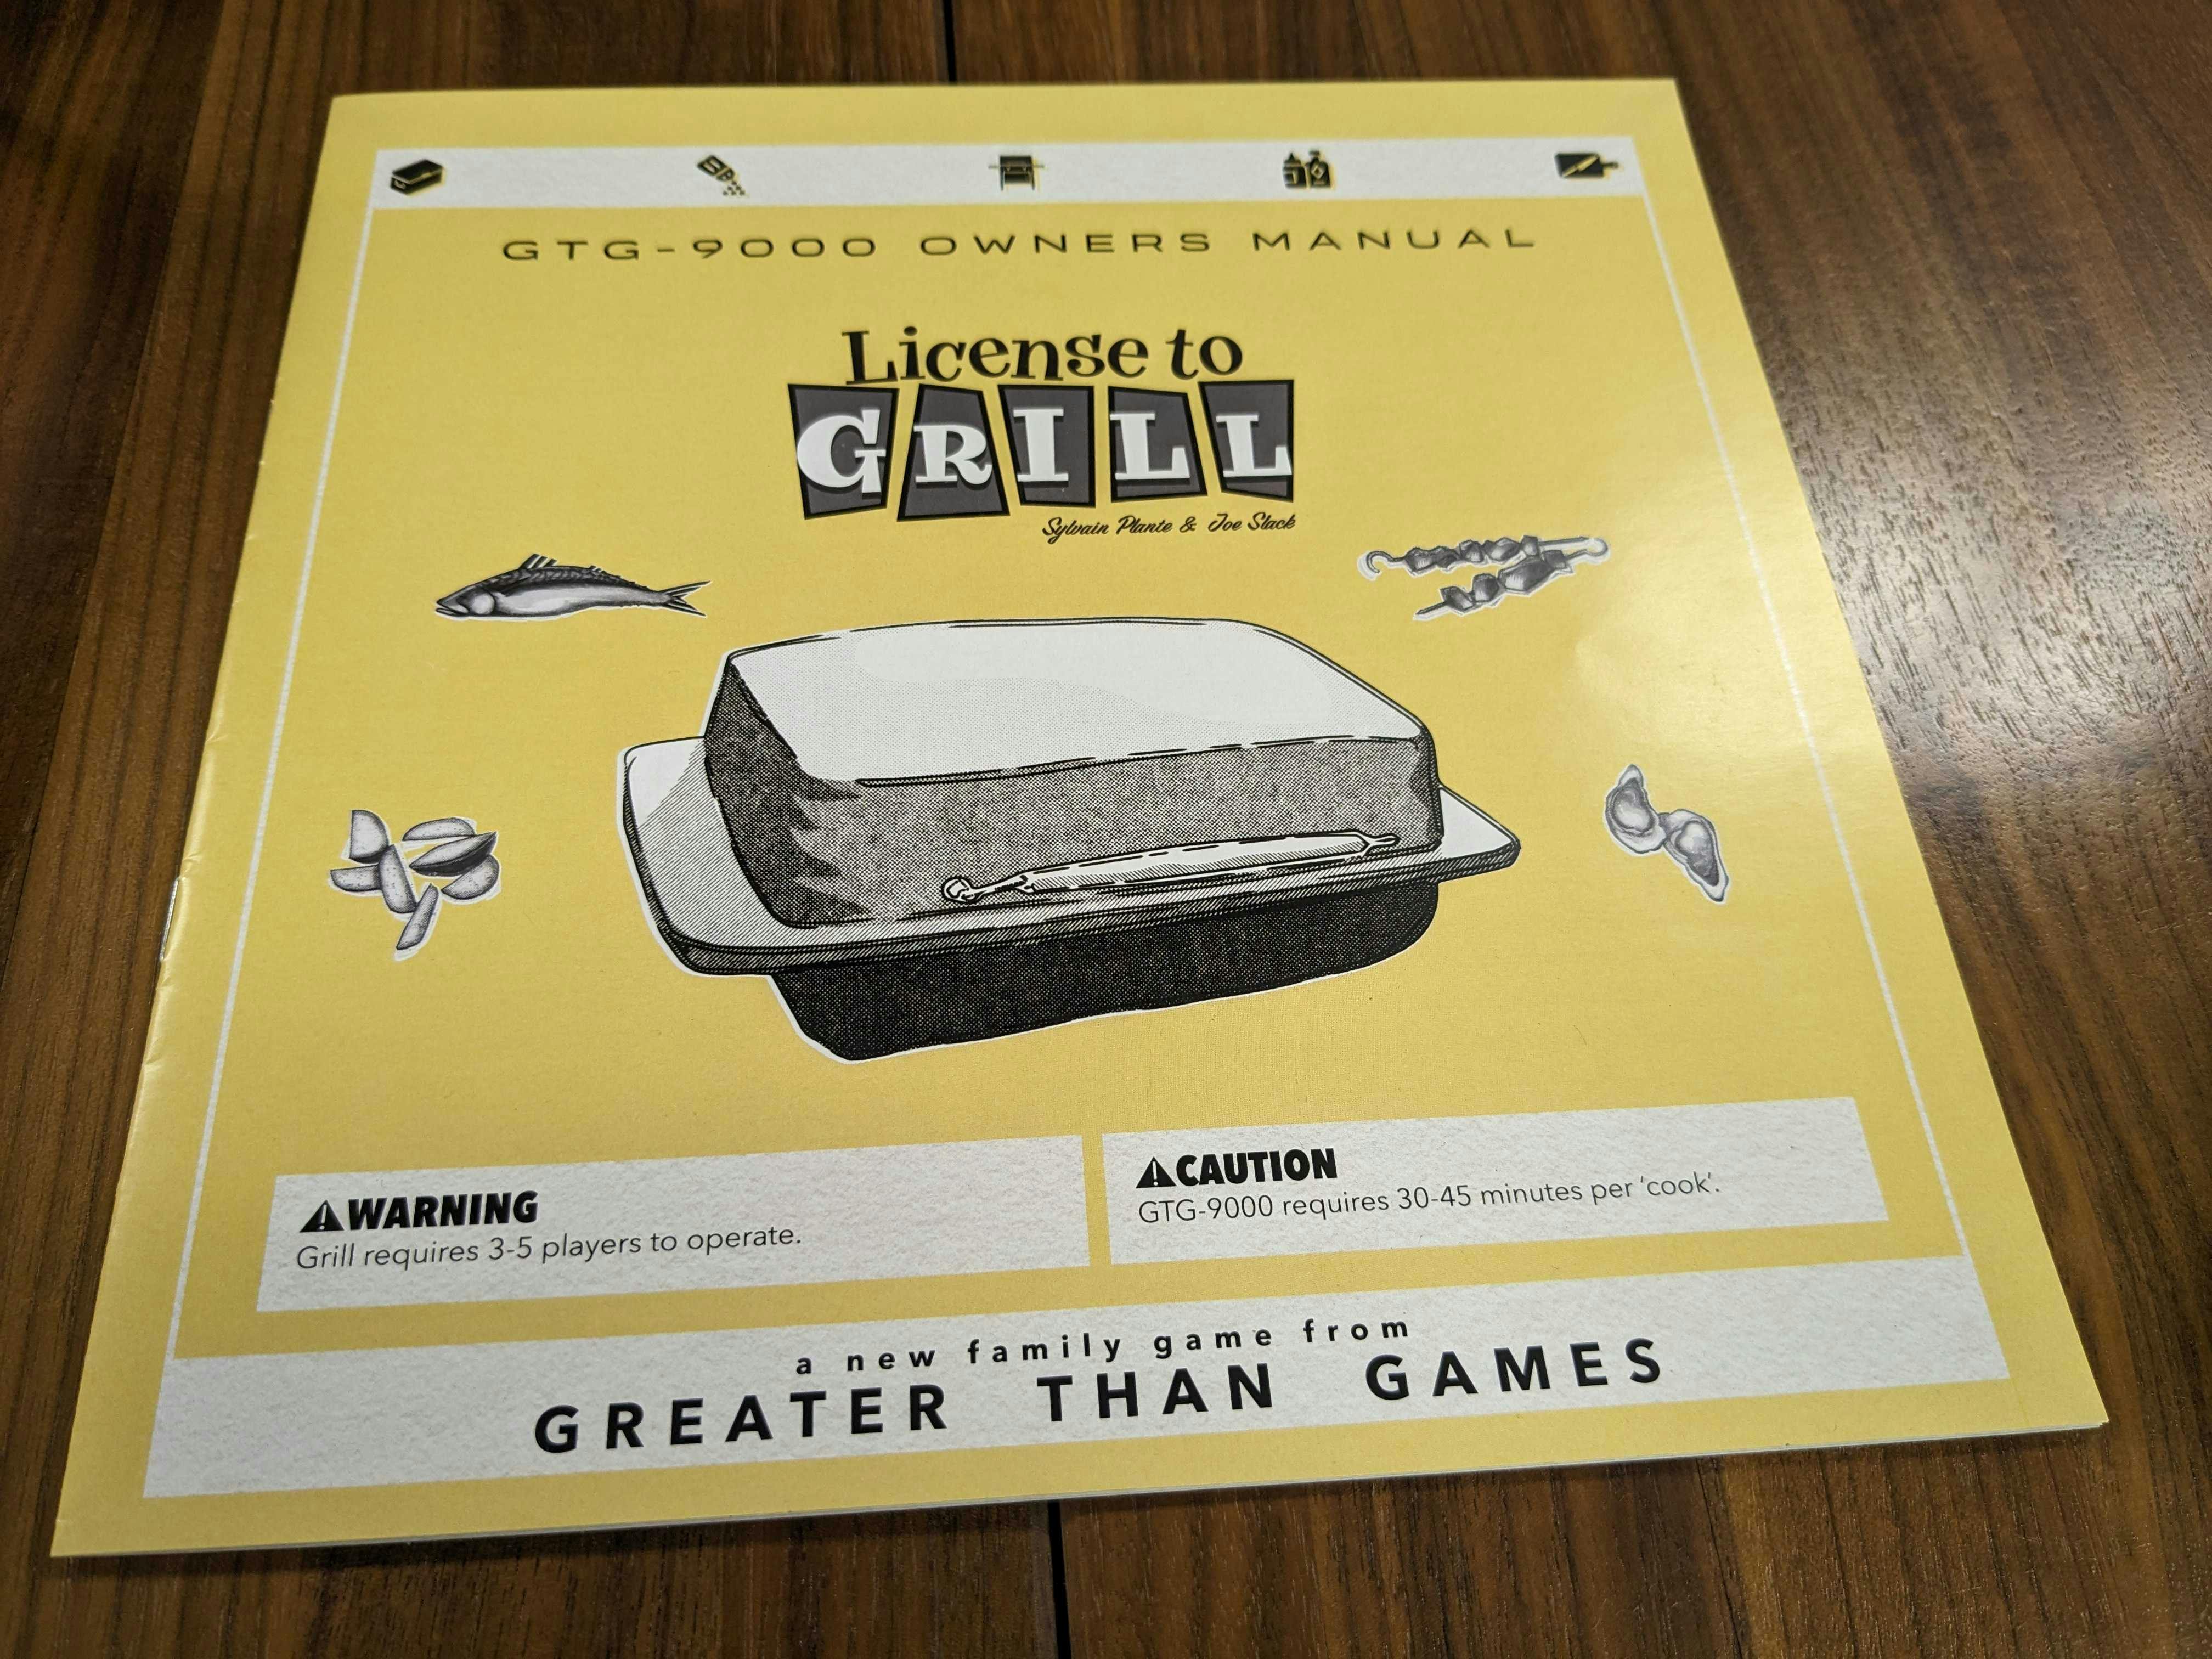 GTG-9000 OWNERS MANUAL
License to
GRILL
Sylvain Plante & Joe Slack
WARNING
Grill requires 3-5 players to operate.
CAUTION
GTG-9000 requires 30-45 minutes per 'cook'.
a new family game from
GREATER THAN GAMES